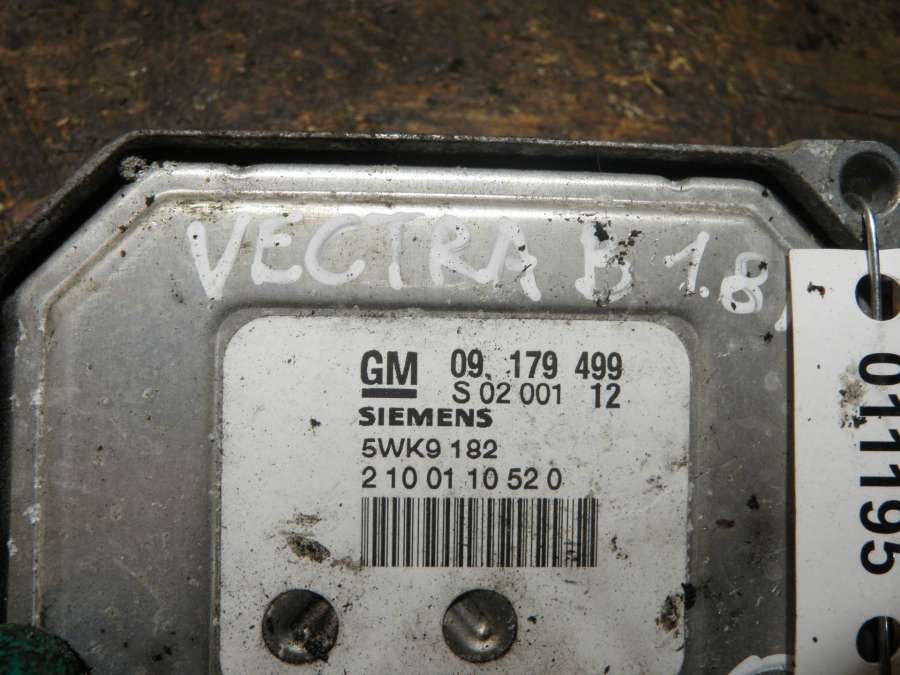 VECTRA B 1.8
GM 09. 179 499
S 02 001 12
SIEMENS
5WK9 182
2 10 01 10 52 0
011195